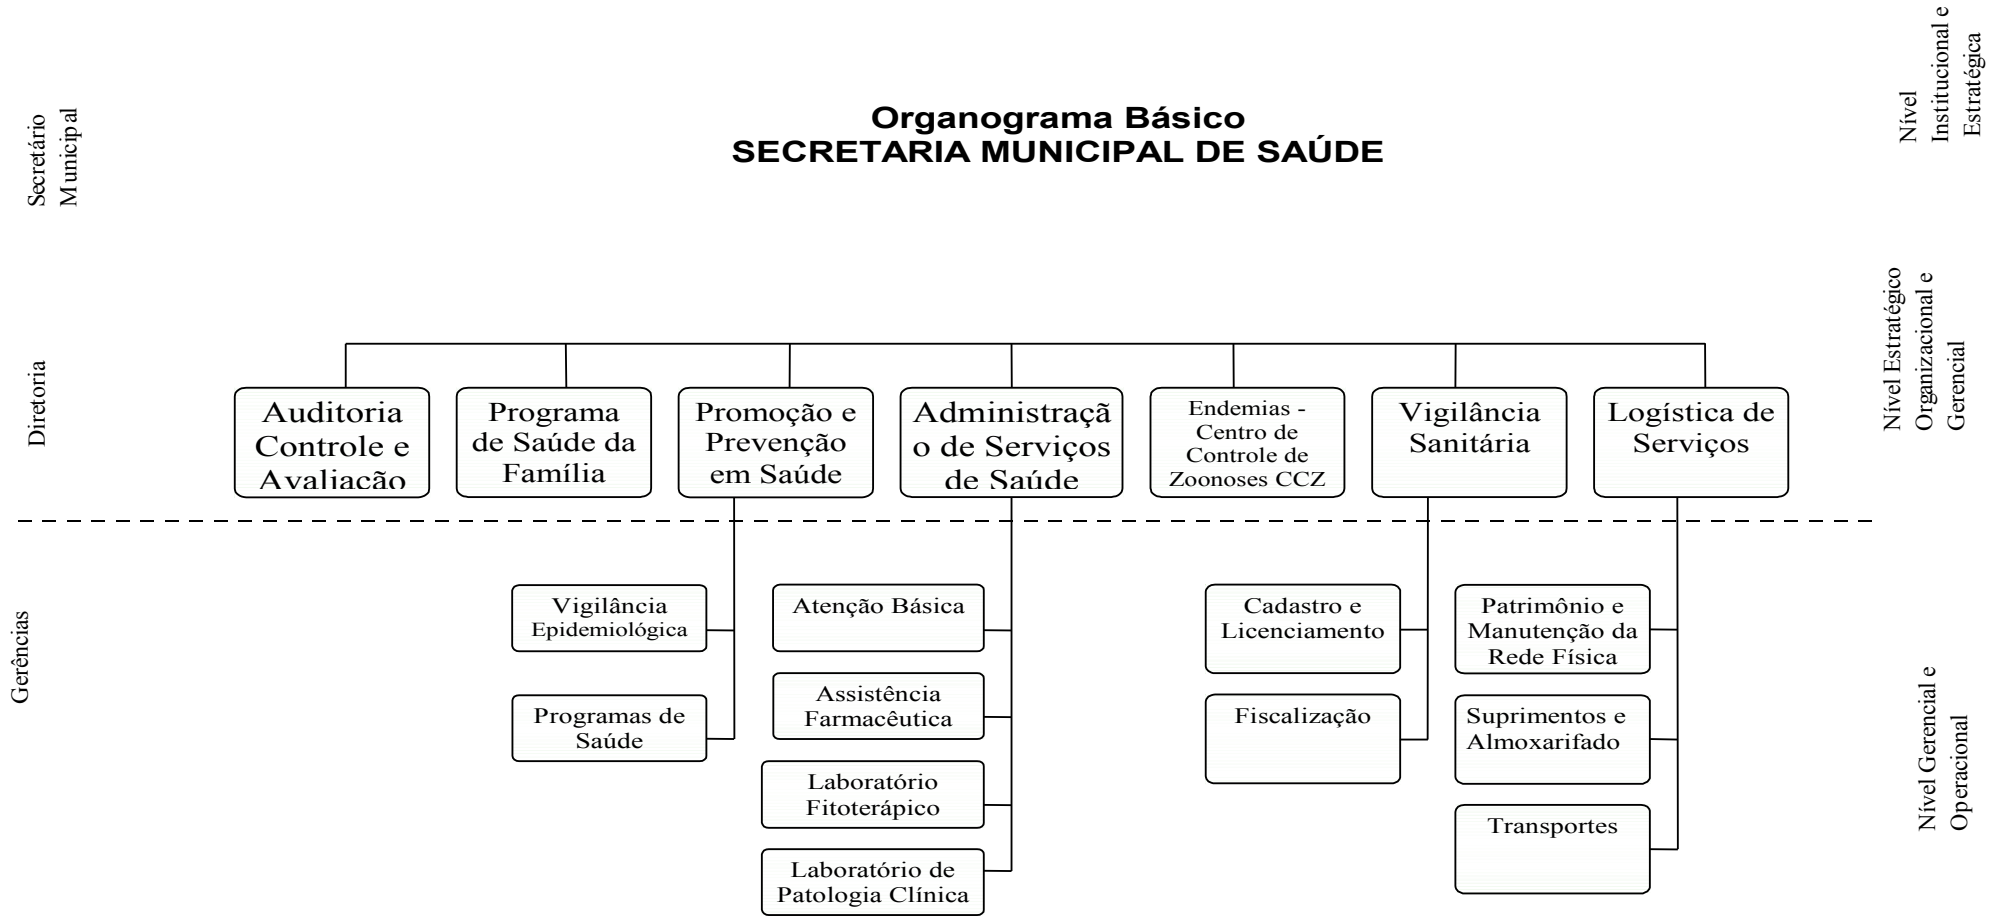 Organograma Básico
SECRETARIA MUNICIPAL DE SAÚDE
Secretário
Municipal
Nível
Institucional e
Estratégica
Diretoria
Nível Estratégico
Organizacional e
Gerencial
Auditoria
Controle e
Avaliação
Programa
de Saúde da
Família
Promoção e
Prevenção
em Saúde
Administraçã
o de Serviços
de Saúde
Endemias -
Centro de
Controle de
Zoonoses CCZ
Vigilância
Sanitária
Logística de
Serviços
Gerências
Nível Gerencial e
Operacional
Vigilância
Epidemiológica
Programas de
Saúde
Atenção Básica
Assistência
Farmacêutica
Laboratório
Fitoterápico
Laboratório de
Patologia Clínica
Cadastro e
Licenciamento
Fiscalização
Patrimônio e
Manutenção da
Rede Física
Suprimentos e
Almoxarifado
Transportes